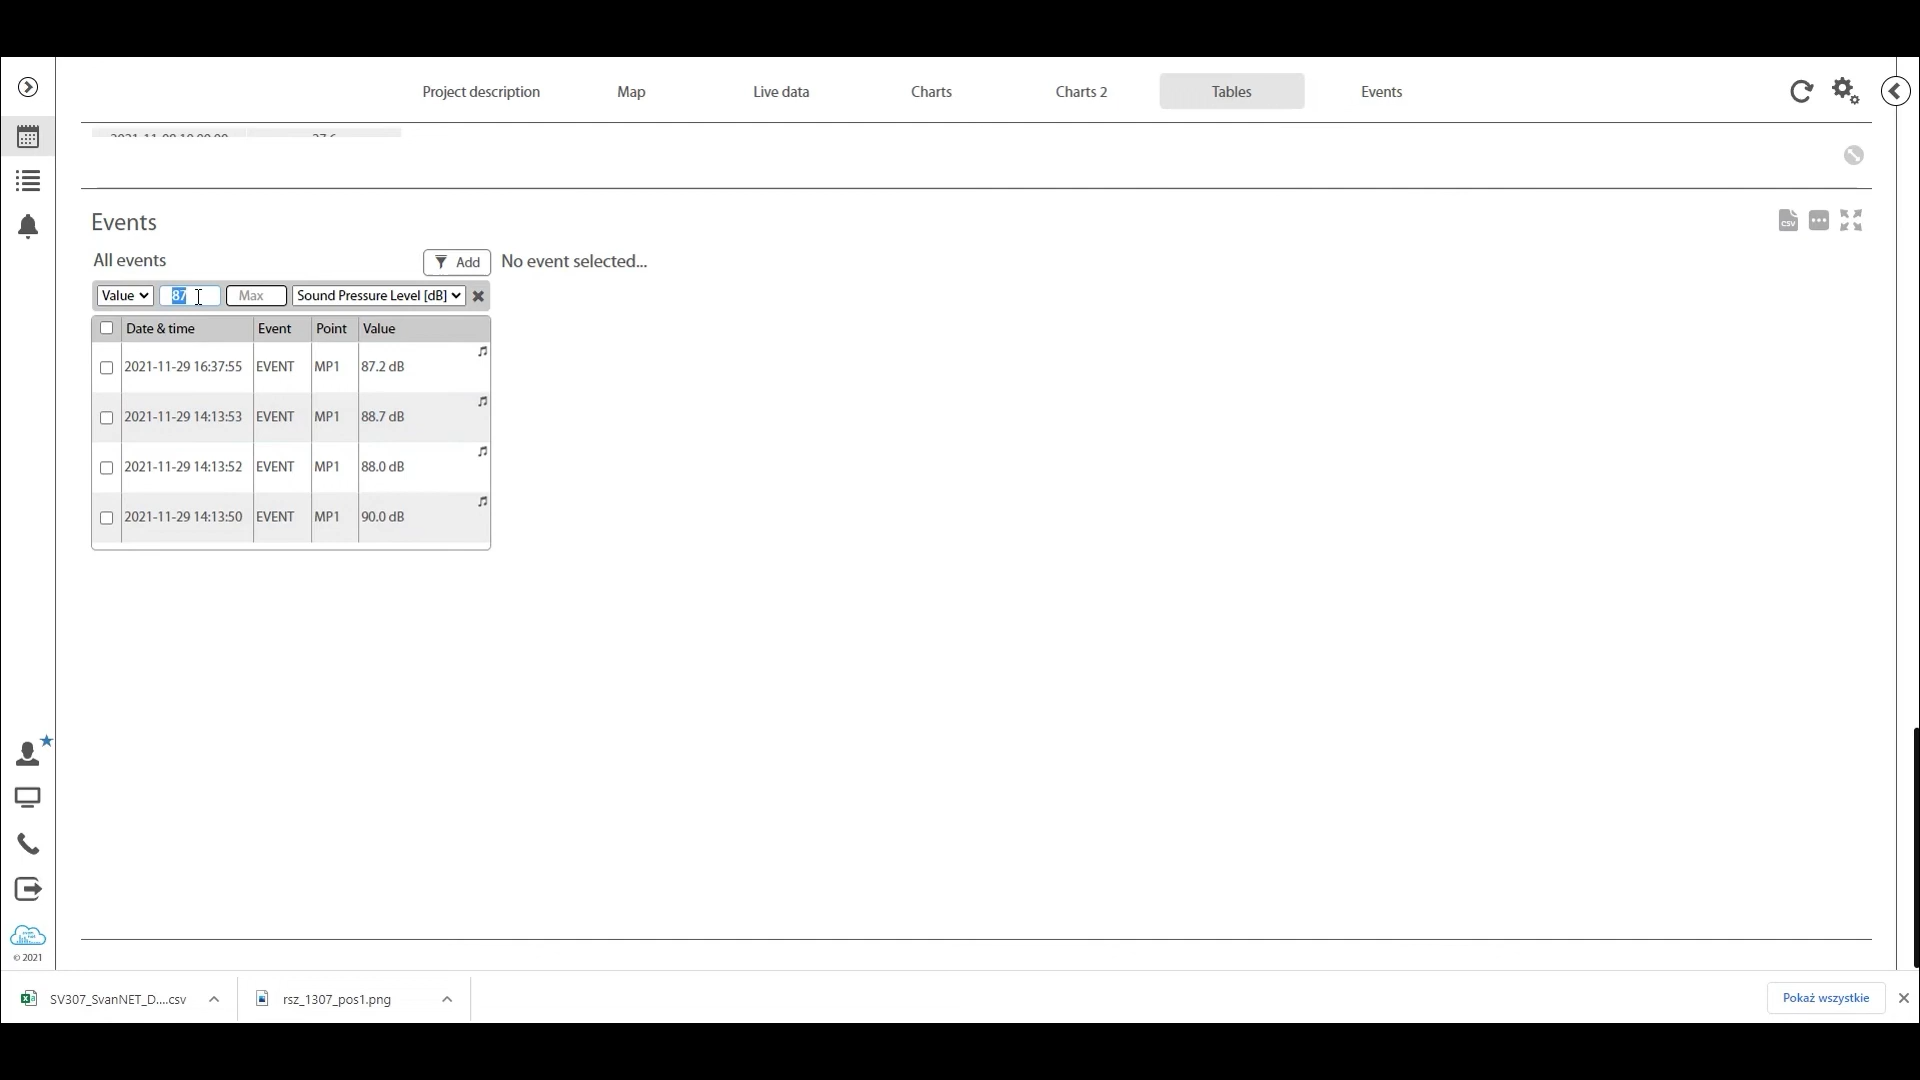 Project description Map Live data Charts Charts 2 Tables Events
Events
CSV
All events Add No event selected...
Value 87 Max Sound Pressure Level [dB]
Date & time Event Point Value
2021-11-29 16:37:55 EVENT MP1 87.2 dB
2021-11-29 14:13:53 EVENT MP1 88.7 dB
2021-11-29 14:13:52 EVENT MP1 88.0 dB
2021-11-29 14:13:50 EVENT MP1 90.0 dB
© 2021
SV307_SvanNET_D....csv rsz_1307_pos1.png Pokaż wszystkie